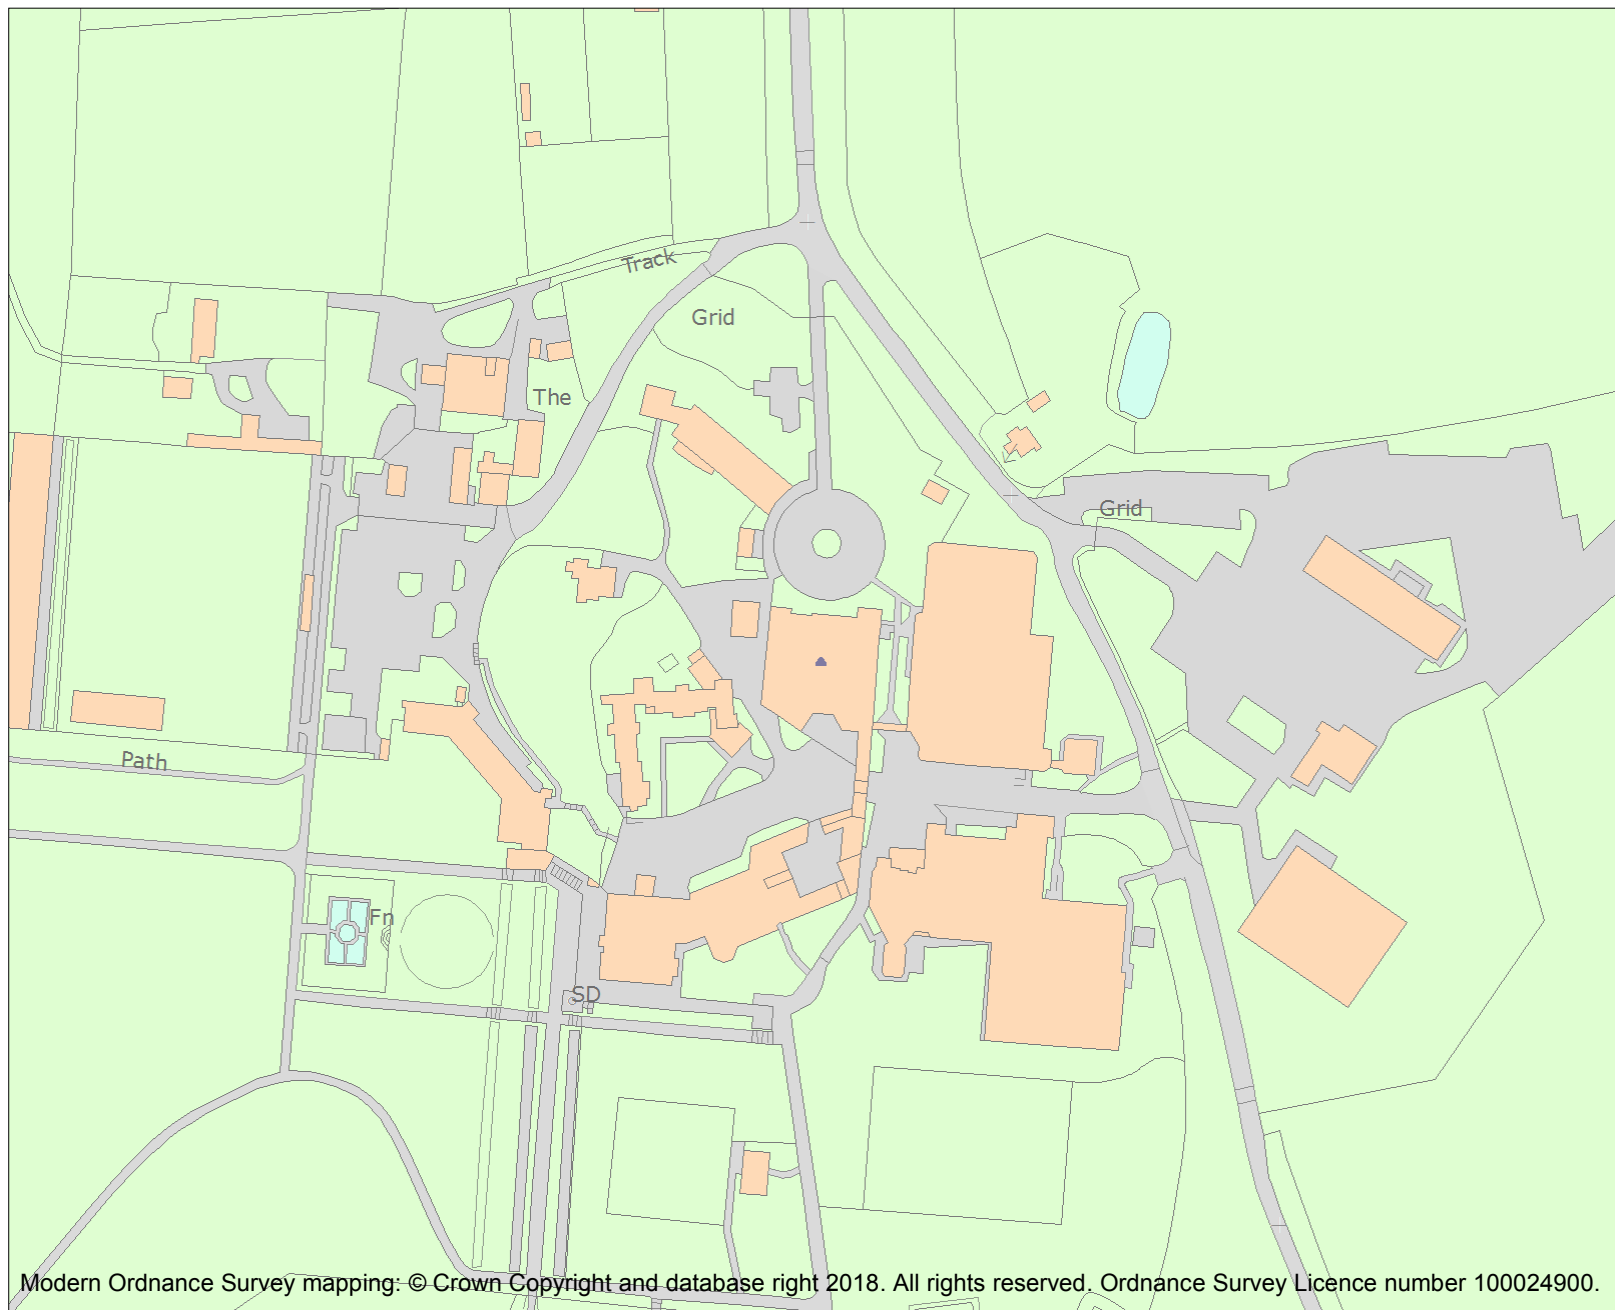 Track
Grid
The
Grid
Path
Fn
SD
Modern Ordnance Survey mapping: © Crown Copyright and database right 2018. All rights reserved. Ordnance Survey Licence number 100024900.